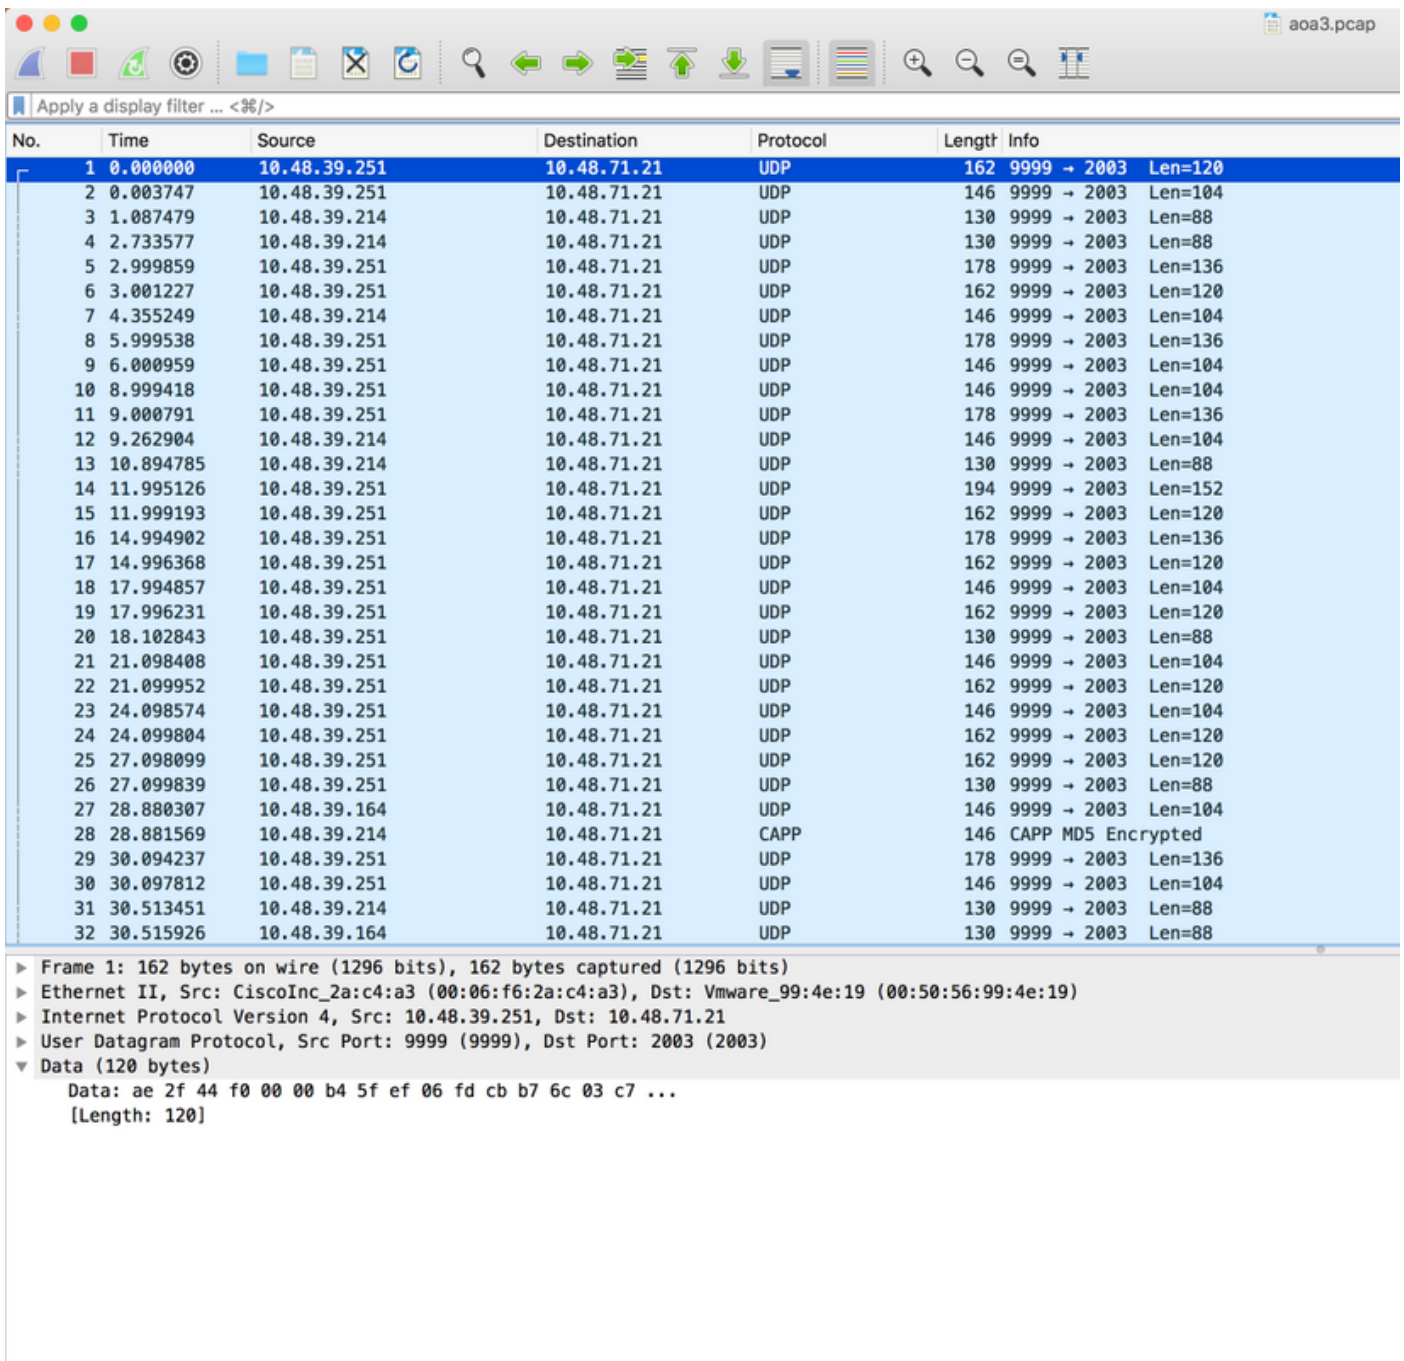 aoa3.pcap
Apply a display filter ... <⌘/>
No. Time Source Destination Protocol Length Info
1 0.000000 10.48.39.251 10.48.71.21 UDP 162 9999 → 2003 Len=120
2 0.003747 10.48.39.251 10.48.71.21 UDP 146 9999 → 2003 Len=104
3 1.087479 10.48.39.214 10.48.71.21 UDP 130 9999 → 2003 Len=88
4 2.733577 10.48.39.214 10.48.71.21 UDP 130 9999 → 2003 Len=88
5 2.999859 10.48.39.251 10.48.71.21 UDP 178 9999 → 2003 Len=136
6 3.001227 10.48.39.251 10.48.71.21 UDP 162 9999 → 2003 Len=120
7 4.355249 10.48.39.214 10.48.71.21 UDP 146 9999 → 2003 Len=104
8 5.999538 10.48.39.251 10.48.71.21 UDP 178 9999 → 2003 Len=136
9 6.000959 10.48.39.251 10.48.71.21 UDP 146 9999 → 2003 Len=104
10 8.999418 10.48.39.251 10.48.71.21 UDP 146 9999 → 2003 Len=104
11 9.000791 10.48.39.251 10.48.71.21 UDP 178 9999 → 2003 Len=136
12 9.262904 10.48.39.214 10.48.71.21 UDP 146 9999 → 2003 Len=104
13 10.894785 10.48.39.214 10.48.71.21 UDP 130 9999 → 2003 Len=88
14 11.995126 10.48.39.251 10.48.71.21 UDP 194 9999 → 2003 Len=152
15 11.999193 10.48.39.251 10.48.71.21 UDP 162 9999 → 2003 Len=120
16 14.994902 10.48.39.251 10.48.71.21 UDP 178 9999 → 2003 Len=136
17 14.996368 10.48.39.251 10.48.71.21 UDP 162 9999 → 2003 Len=120
18 17.994857 10.48.39.251 10.48.71.21 UDP 146 9999 → 2003 Len=104
19 17.996231 10.48.39.251 10.48.71.21 UDP 162 9999 → 2003 Len=120
20 18.102843 10.48.39.251 10.48.71.21 UDP 130 9999 → 2003 Len=88
21 21.098408 10.48.39.251 10.48.71.21 UDP 146 9999 → 2003 Len=104
22 21.099952 10.48.39.251 10.48.71.21 UDP 162 9999 → 2003 Len=120
23 24.098574 10.48.39.251 10.48.71.21 UDP 146 9999 → 2003 Len=104
24 24.099804 10.48.39.251 10.48.71.21 UDP 162 9999 → 2003 Len=120
25 27.098099 10.48.39.251 10.48.71.21 UDP 162 9999 → 2003 Len=120
26 27.099839 10.48.39.251 10.48.71.21 UDP 130 9999 → 2003 Len=88
27 28.880307 10.48.39.164 10.48.71.21 UDP 146 9999 → 2003 Len=104
28 28.881569 10.48.39.214 10.48.71.21 CAPP 146 CAPP MD5 Encrypted
29 30.094237 10.48.39.251 10.48.71.21 UDP 178 9999 → 2003 Len=136
30 30.097812 10.48.39.251 10.48.71.21 UDP 146 9999 → 2003 Len=104
31 30.513451 10.48.39.214 10.48.71.21 UDP 130 9999 → 2003 Len=88
32 30.515926 10.48.39.164 10.48.71.21 UDP 130 9999 → 2003 Len=88
Frame 1: 162 bytes on wire (1296 bits), 162 bytes captured (1296 bits)
Ethernet II, Src: CiscoInc_2a:c4:a3 (00:06:f6:2a:c4:a3), Dst: Vmware_99:4e:19 (00:50:56:99:4e:19)
Internet Protocol Version 4, Src: 10.48.39.251, Dst: 10.48.71.21
User Datagram Protocol, Src Port: 9999 (9999), Dst Port: 2003 (2003)
Data (120 bytes)
Data: ae 2f 44 f0 00 00 b4 5f ef 06 fd cb b7 6c 03 c7 ...
[Length: 120]